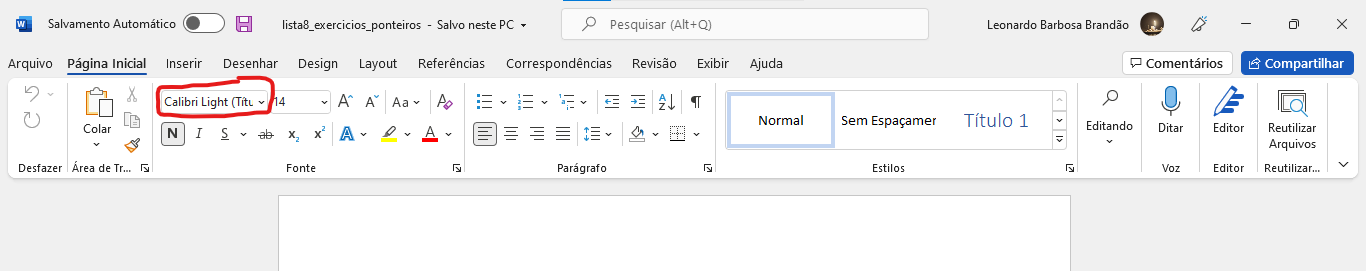 Salvamento Automático
lista8_exercicios_ponteiros - Salvo neste PC
Pesquisar (Alt+Q)
Leonardo Barbosa Brandão
Arquivo Página Inicial Inserir Desenhar Design Layout Referências Correspondências Revisão Exibir Ajuda
Comentários
Compartilhar
Calibri Light (Títu 14
Colar
N I S ab x₂ x²
Aa
A
Z
Normal
Sem Espaçamer
Título 1
Editando
Ditar
Editor
Reutilizar
Arquivos
Desfazer
Área de Tr...
Fonte
Parágrafo
Estilos
Voz
Editor
Reutilizar...